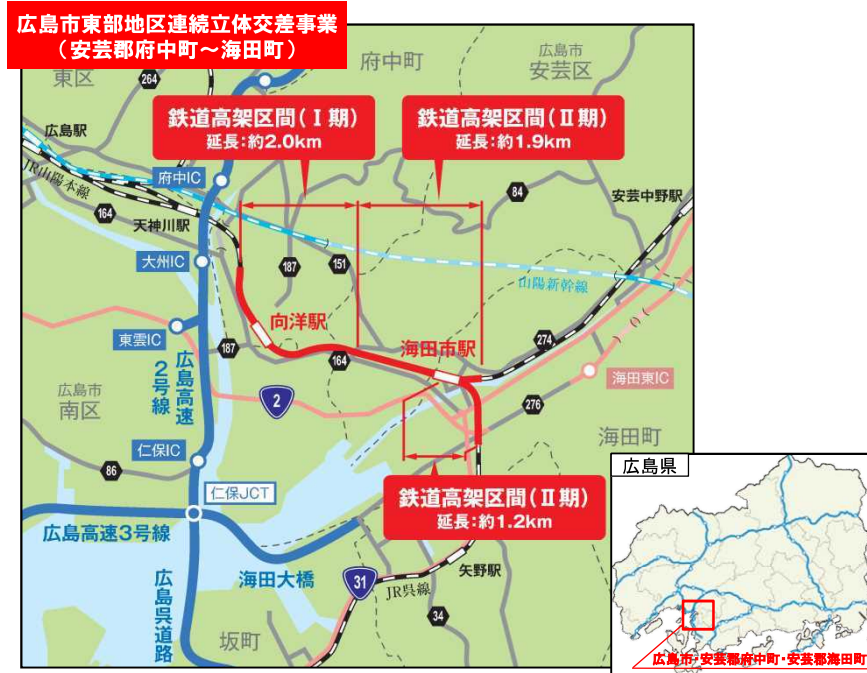 広島市東部地区連続立体交差事業
（安芸郡府中町～海田町）
東区
264
府中町
広島市
安芸区
鉄道高架区間（Ⅰ期）
延長：約2.0km
鉄道高架区間（Ⅱ期）
延長：約1.9km
広島駅
JR山陽本線
府中IC
84
安芸中野駅
164
天神川駅
大州IC
187
151
山陽新幹線
向洋駅
東雲IC
187
164
海田市駅
274
広島高速
2号線
広島市
南区
2
276
海田東IC
海田町
仁保IC
86
仁保JCT
鉄道高架区間（Ⅱ期）
延長：約1.2km
広島高速3号線
海田大橋
31
JR呉線
矢野駅
34
広島呉道路
坂町
広島県
広島市・安芸郡府中町・安芸郡海田町